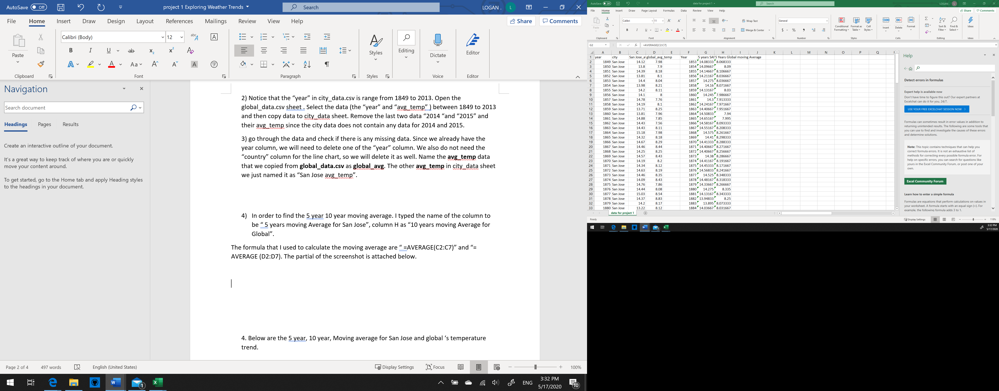 AutoSave Off project 1 Exploring Weather Trends Search LOGAN . L
File Home Insert Draw Design Layout References Mailings Review View Help Share Comments
Paste Calibri (Body) 12 Styles Editing Dictate Editor
Clipboard Font Paragraph Styles Voice Editor
Navigation
Search document
Headings Pages Results
Create an interactive outline of your document.
It's a great way to keep track of where you are or quickly
move your content around.
To get started, go to the Home tab and apply Heading styles
to the headings in your document.
2) Notice that the “year” in city_data.csv is range from 1849 to 2013. Open the
global_data.csv sheet . Select the data (the “year” and “avg_temp” ) between 1849 to 2013
and then copy data to city_data sheet. Remove the last two data “2014 “and “2015” and
their avg_temp since the city data does not contain any data for 2014 and 2015.
3) go through the data and check if there is any missing data. Since we already have the
year column, we will need to delete one of the “year” column. We also do not need the
“country” column for the line chart, so we will delete it as well. Name the avg_temp data
that we copied from global_data.csv as global_avg. The other avg_temp in city_data sheet
we just named it as “San Jose avg_temp”.
4) In order to find the 5 year 10 year moving average. I typed the name of the column to
be “ 5 years moving Average for San Jose”, column H as “10 years moving Average for
Global”.
The formula that I used to calculate the moving average are “ =AVERAGE(C2:C7)” and “=
AVERAGE (D2:D7). The partial of the screenshot is attached below.
4. Below are the 5 year, 10 year, Moving average for San Jose and global ‘s temperature
trend.
Page 2 of 4 497 words English (United States) Display Settings Focus 100%
1 ENG 3:32 PM
5/17/2020 10
AutoSave Off data for project 1 Search LOGAN . L
File Home Insert Draw Page Layout Formulas Data Review View Help Share Comments
Paste Calibri 11 Wrap Text Merge & Center General Conditional Formatting Format as Table Cell Styles Insert Delete Format Sort & Filter Find & Select Ideas
Clipboard Font Alignment Number Styles Cells Editing Ideas
G2 =AVERAGE(C2:C7)
A B C D E F G H I J K L M N O P Q
1 year city San Jose_a global_avg_temp Year 5 years SA 5 Years Global moving Average
2 1849 San Jose 14.12 7.98 1853 14.08333 8.068333
3 1850 San Jose 13.8 7.9 1854 14.09667 8.09
4 1851 San Jose 14.39 8.18 1855 14.14667 8.106667
5 1852 San Jose 13.81 8.1 1856 14.21167 8.036667
6 1853 San Jose 14.4 8.04 1857 14.275 8.036667
7 1854 San Jose 13.98 8.21 1858 14.16 8.071667
8 1855 San Jose 14.2 8.11 1859 14.13167 8.03
9 1856 San Jose 14.1 8 1860 14.245 7.986667
10 1857 San Jose 14.78 7.76 1861 14.3 7.913333
11 1858 San Jose 14.19 8.1 1862 14.24167 7.971667
12 1859 San Jose 13.71 8.25 1863 14.40667 7.951667
13 1860 San Jose 13.81 7.96 1864 14.50833 7.94
14 1861 San Jose 14.88 7.85 1865 14.65167 7.995
15 1862 San Jose 14.43 7.56 1866 14.58167 8.093333
16 1863 San Jose 14.43 8.11 1867 14.55167 8.208333
17 1864 San Jose 15.18 7.98 1868 14.575 8.261667
18 1865 San Jose 14.32 8.18 1869 14.41 8.298333
19 1866 San Jose 14.67 8.29 1870 14.41333 8.288333
20 1867 San Jose 14.46 8.44 1871 14.40667 8.271667
21 1868 San Jose 14.25 8.25 1872 14.40667 8.256667
22 1869 San Jose 14.57 8.43 1873 14.38 8.266667
23 1870 San Jose 14.19 8.2 1874 14.41167 8.191667
24 1871 San Jose 14.34 8.12 1875 14.45333 8.171667
25 1872 San Jose 14.63 8.19 1876 14.56833 8.241667
26 1873 San Jose 14.46 8.35 1877 14.525 8.348333
27 1874 San Jose 14.09 8.43 1878 14.48167 8.318333
28 1875 San Jose 14.76 7.86 1879 14.33667 8.266667
29 1876 San Jose 14.44 8.08 1880 14.275 8.335
30 1877 San Jose 15.03 8.54 1881 14.13167 8.343333
31 1878 San Jose 14.37 8.83 1882 13.94833 8.25
32 1879 San Jose 14.2 8.17 1883 13.895 8.073333
33 1880 San Jose 13.22 8.12 1884 14.03667 8.031667
data for project 1
Help
Detect errors in formulas
Expert help is available now
Don't have time to figure this out? Our expert partners at
Excelchat can do it for you, 24/7.
USE YOUR FREE EXCELCHAT SESSION NOW >
Formulas can sometimes result in error values in addition to
returning unintended results. The following are some tools that
you can use to find and investigate the causes of these errors
and determine solutions.
Note: This topic contains techniques that can help you
correct formula errors. It is not an exhaustive list of
methods for correcting every possible formula error. For
help on specific errors, you can search for questions like
yours in the Excel Community Forum, or post one of your
own.
Excel Community Forum
Learn how to enter a simple formula
Formulas are equations that perform calculations on values in
your worksheet. A formula starts with an equal sign (=). For
example, the following formula adds 3 to 1.
Ready Display Settings 118%
3:32 PM
5/17/2020